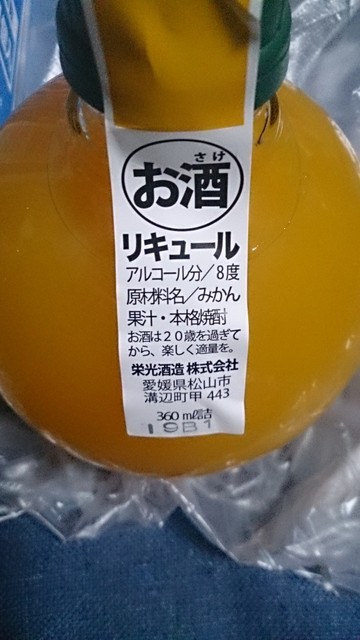 さけ
お酒
リキュール
アルコール分/8度
原材料名/みかん
果汁・本格焼酎
お酒は20歳を過ぎて
から、楽しく適量を。
栄光酒造 株式会社
愛媛県松山市
溝辺町甲 443
360 ml詰
19B1